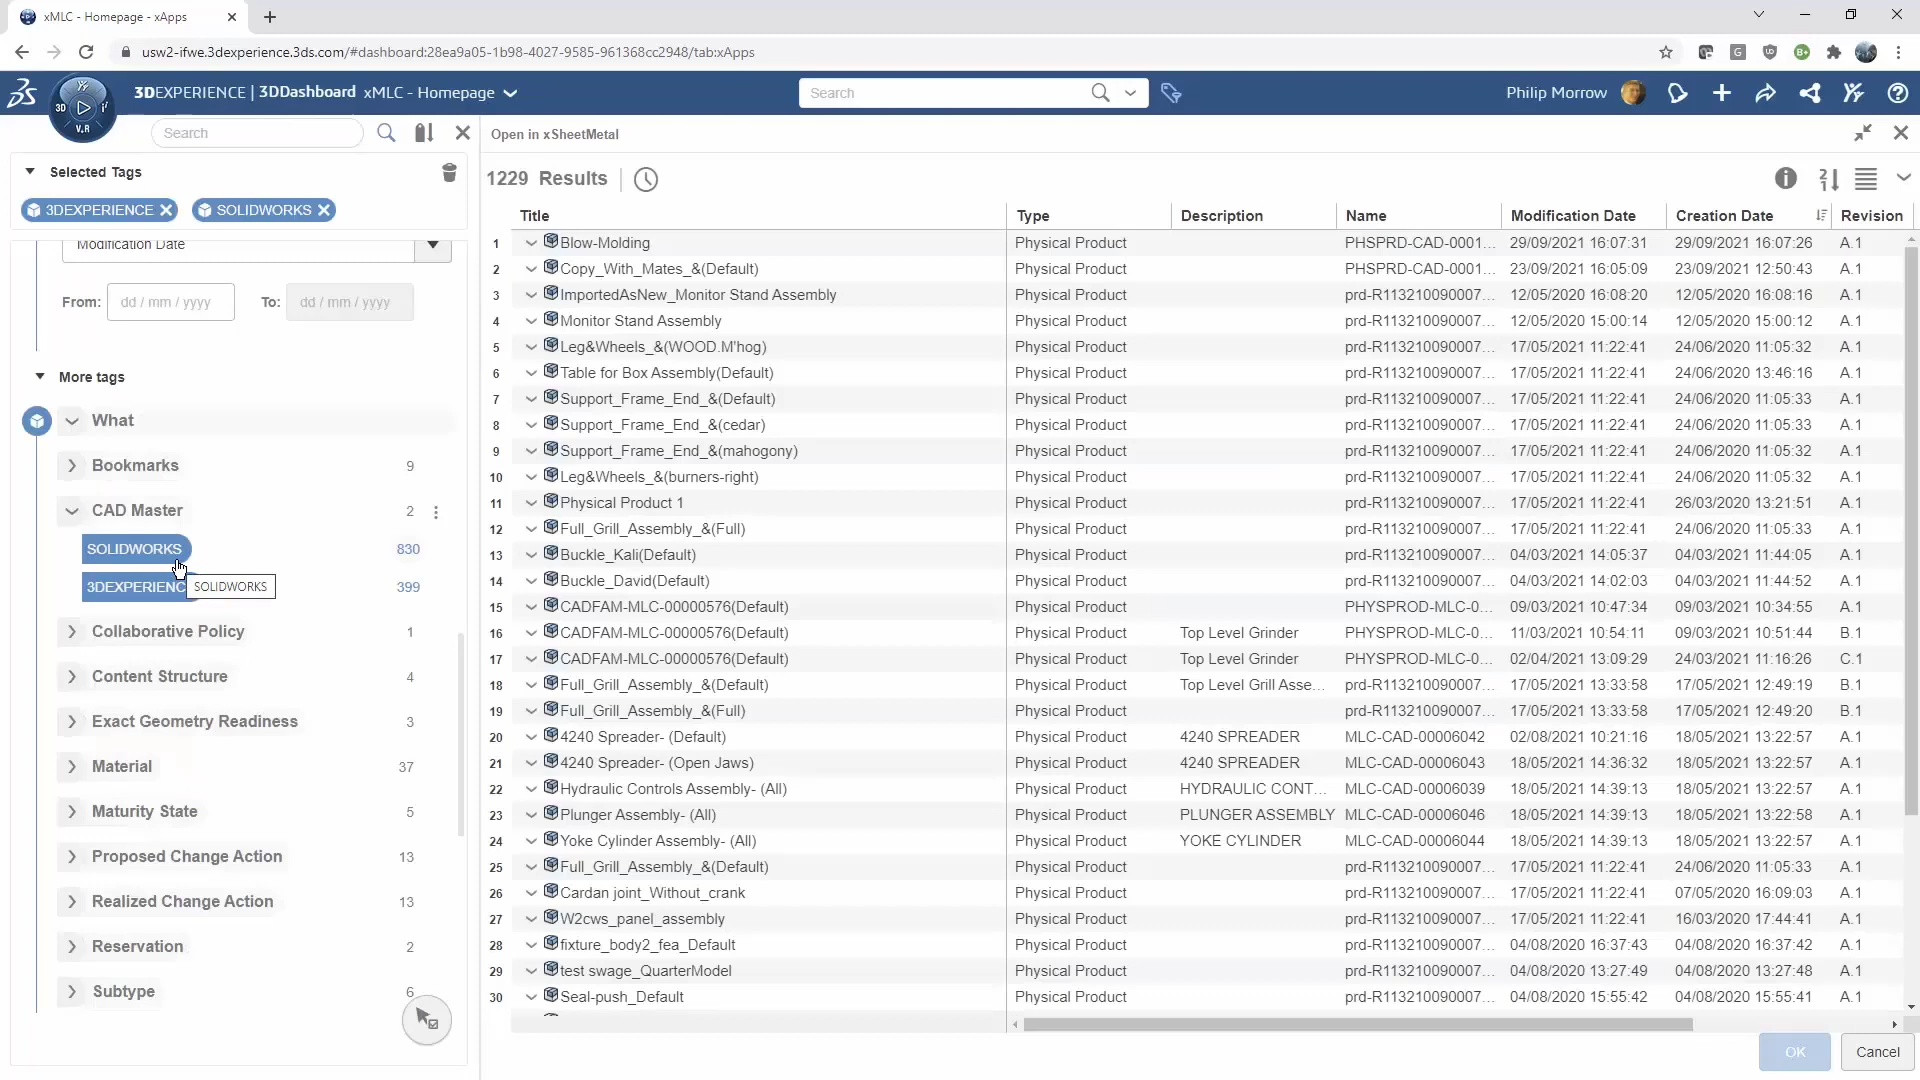 xMLC - Homepage - xApps
usw2-ifwe.3dexperience.3ds.com/#dashboard:28ea9a05-1b98-4027-9585-961368cc2948/tab:xApps
3D
V.R
3DEXPERIENCE | 3DDashboard xMLC - Homepage
Search
Philip Morrow
Search
Selected Tags
3DEXPERIENCE
SOLIDWORKS
Modification Date
From: dd / mm / yyyy To: dd / mm / yyyy
More tags
What
Bookmarks 9
CAD Master 2
SOLIDWORKS 830
3DEXPERIENC 399
SOLIDWORKS
Collaborative Policy 1
Content Structure 4
Exact Geometry Readiness 3
Material 37
Maturity State 5
Proposed Change Action 13
Realized Change Action 13
Reservation 2
Subtype 6
Open in xSheetMetal
1229 Results
Title Type Description Name Modification Date Creation Date Revision
1 Blow-Molding Physical Product PHSPRD-CAD-0001... 29/09/2021 16:07:31 29/09/2021 16:07:26 A.1
2 Copy_With_Mates_&(Default) Physical Product PHSPRD-CAD-0001... 23/09/2021 16:05:09 23/09/2021 12:50:43 A.1
3 ImportedAsNew_Monitor Stand Assembly Physical Product prd-R113210090007... 12/05/2020 16:08:20 12/05/2020 16:08:16 A.1
4 Monitor Stand Assembly Physical Product prd-R113210090007... 12/05/2020 15:00:14 12/05/2020 15:00:12 A.1
5 Leg&Wheels_&(WOOD.M'hog) Physical Product prd-R113210090007... 17/05/2021 11:22:41 24/06/2020 11:05:32 A.1
6 Table for Box Assembly(Default) Physical Product prd-R113210090007... 17/05/2021 11:22:41 24/06/2020 13:46:16 A.1
7 Support_Frame_End_&(Default) Physical Product prd-R113210090007... 17/05/2021 11:22:41 24/06/2020 11:05:33 A.1
8 Support_Frame_End_&(cedar) Physical Product prd-R113210090007... 17/05/2021 11:22:41 24/06/2020 11:05:33 A.1
9 Support_Frame_End_&(mahogony) Physical Product prd-R113210090007... 17/05/2021 11:22:41 24/06/2020 11:05:32 A.1
10 Leg&Wheels_&(burners-right) Physical Product prd-R113210090007... 17/05/2021 11:22:41 24/06/2020 11:05:32 A.1
11 Physical Product 1 Physical Product prd-R113210090007... 17/05/2021 11:22:41 26/03/2020 13:21:51 A.1
12 Full_Grill_Assembly_&(Full) Physical Product prd-R113210090007... 17/05/2021 11:22:41 24/06/2020 11:05:33 A.1
13 Buckle_Kali(Default) Physical Product prd-R113210090007... 04/03/2021 14:05:37 04/03/2021 11:44:05 A.1
14 Buckle_David(Default) Physical Product prd-R113210090007... 04/03/2021 14:02:03 04/03/2021 11:44:52 A.1
15 CADFAM-MLC-00000576(Default) Physical Product PHYSPROD-MLC-0... 09/03/2021 10:47:34 09/03/2021 10:34:55 A.1
16 CADFAM-MLC-00000576(Default) Physical Product Top Level Grinder PHYSPROD-MLC-0... 11/03/2021 10:54:11 09/03/2021 10:51:44 B.1
17 CADFAM-MLC-00000576(Default) Physical Product Top Level Grinder PHYSPROD-MLC-0... 02/04/2021 13:09:29 24/03/2021 11:16:26 C.1
18 Full_Grill_Assembly_&(Default) Physical Product Top Level Grill Asse... prd-R113210090007... 17/05/2021 13:33:58 17/05/2021 12:49:19 B.1
19 Full_Grill_Assembly_&(Full) Physical Product prd-R113210090007... 17/05/2021 13:33:58 17/05/2021 12:49:20 B.1
20 4240 Spreader- (Default) Physical Product 4240 SPREADER MLC-CAD-00006042 02/08/2021 10:21:16 18/05/2021 13:22:57 A.1
21 4240 Spreader- (Open Jaws) Physical Product 4240 SPREADER MLC-CAD-00006043 18/05/2021 14:36:32 18/05/2021 13:22:57 A.1
22 Hydraulic Controls Assembly- (All) Physical Product HYDRAULIC CONT... MLC-CAD-00006039 18/05/2021 14:39:13 18/05/2021 13:22:57 A.1
23 Plunger Assembly- (All) Physical Product PLUNGER ASSEMBLY MLC-CAD-00006046 18/05/2021 14:39:13 18/05/2021 13:22:58 A.1
24 Yoke Cylinder Assembly- (All) Physical Product YOKE CYLINDER MLC-CAD-00006044 18/05/2021 14:39:13 18/05/2021 13:22:57 A.1
25 Full_Grill_Assembly_&(Default) Physical Product prd-R113210090007... 17/05/2021 11:22:41 24/06/2020 11:05:33 A.1
26 Cardan joint_Without_crank Physical Product prd-R113210090007... 17/05/2021 11:22:41 07/05/2021 16:09:03 A.1
27 W2cws_panel_assembly Physical Product prd-R113210090007... 17/05/2021 11:22:41 16/03/2020 17:44:41 A.1
28 fixture_body2_fea_Default Physical Product prd-R113210090007... 04/08/2020 16:37:43 04/08/2020 16:37:42 A.1
29 test swage_QuarterModel Physical Product prd-R113210090007... 04/08/2020 13:27:49 04/08/2020 13:27:48 A.1
30 Seal-push_Default Physical Product prd-R113210090007... 04/08/2020 15:55:42 04/08/2020 15:55:41 A.1
OK Cancel